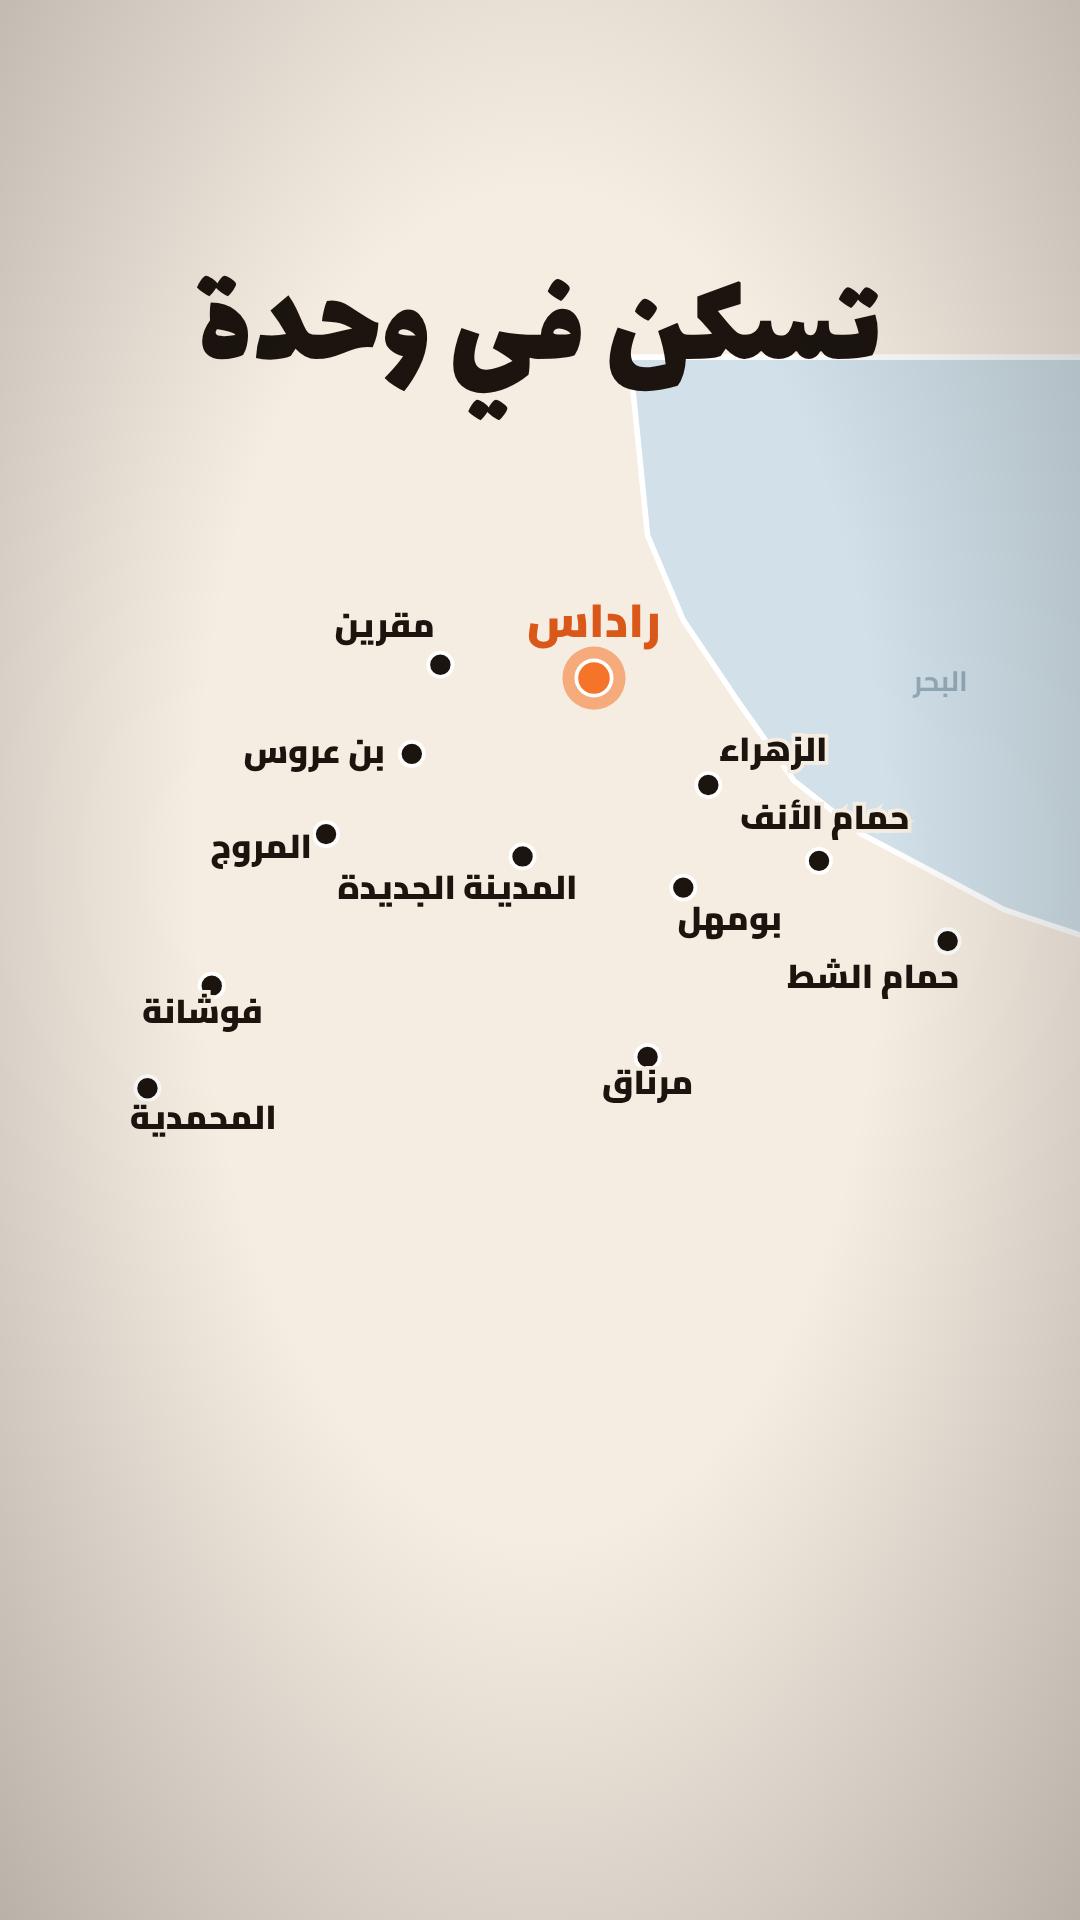 تسكن في وحدة
راداس
مقرين
البحر
الزهراء
بن عروس
حمام الأنف
المروج
المدينة الجديدة
بومهل
حمام الشط
فوشانة
مرناق
المحمدية